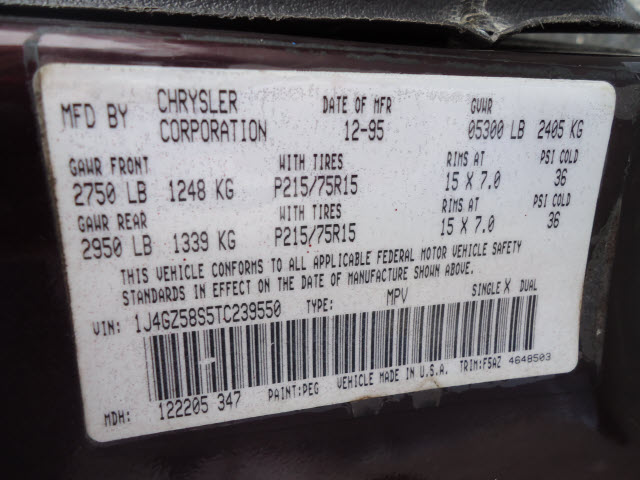 MFD BY CHRYSLER CORPORATION DATE OF MFR 12-95 GVWR 05300 LB 2405 KG
GAWR FRONT WITH TIRES RIMS AT PSI COLD
2750 LB 1248 KG P215/75R15 15 X 7.0 36
GAWR REAR WITH TIRES RIMS AT PSI COLD
2950 LB 1339 KG P215/75R15 15 X 7.0 36
THIS VEHICLE CONFORMS TO ALL APPLICABLE FEDERAL MOTOR VEHICLE SAFETY
STANDARDS IN EFFECT ON THE DATE OF MANUFACTURE SHOWN ABOVE.
VIN: 1J4GZ58S5TC239550 TYPE: MPV SINGLE X DUAL
MDH: 122205 347 PAINT:PEG VEHICLE MADE IN U.S.A. TRIM:F5AZ 4648503